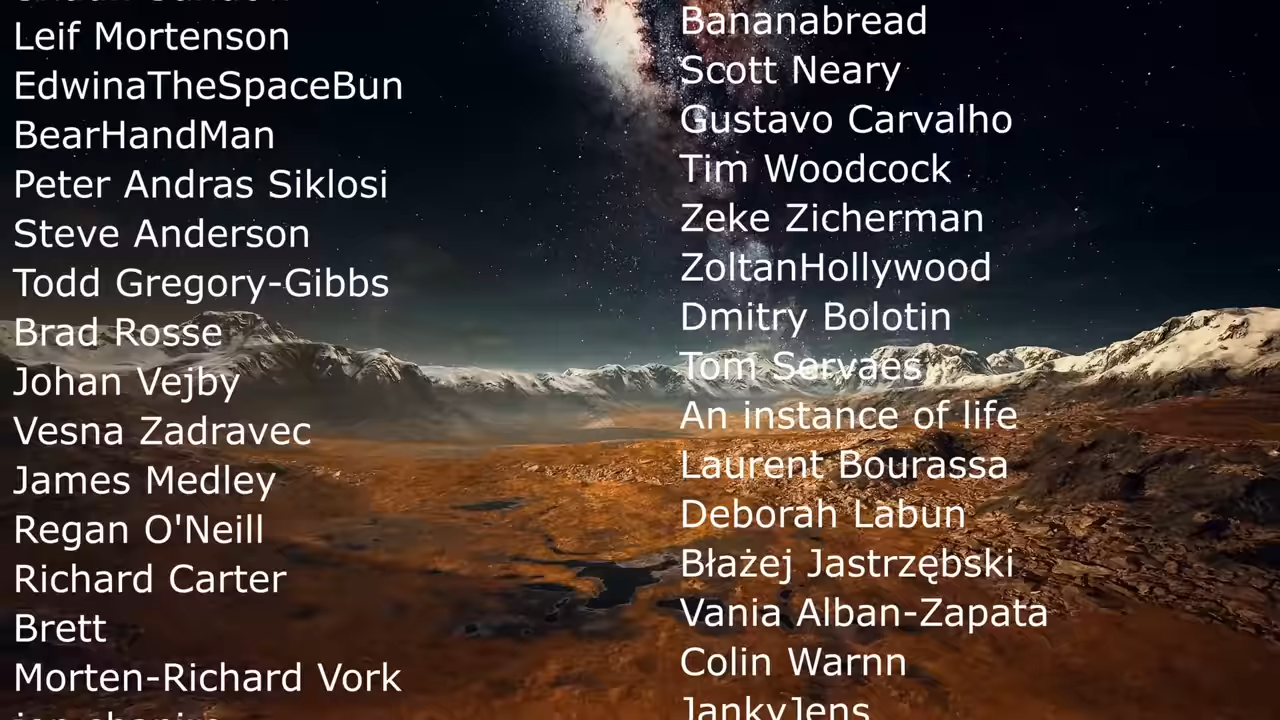 Leif Mortenson
EdwinaTheSpaceBun
BearHandMan
Peter Andras Siklosi
Steve Anderson
Todd Gregory-Gibbs
Brad Rosse
Johan Vejby
Vesna Zadravec
James Medley
Regan O'Neill
Richard Carter
Brett
Morten-Richard Vork
Bananabread
Scott Neary
Gustavo Carvalho
Tim Woodcock
Zeke Zicherman
ZoltanHollywood
Dmitry Bolotin
Tom Servaes
An instance of life
Laurent Bourassa
Deborah Labun
Błażej Jastrzębski
Vania Alban-Zapata
Colin Warnn
JankyJens